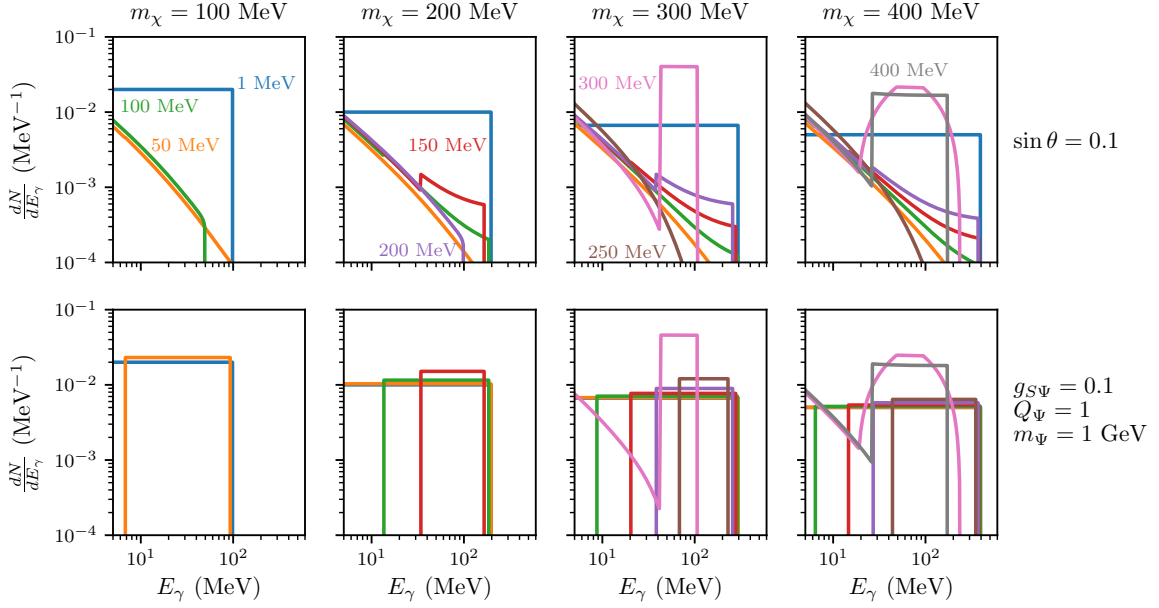 m_χ = 100 MeV
m_χ = 200 MeV
m_χ = 300 MeV
m_χ = 400 MeV
10^{-1}
10^{-2}
10^{-3}
10^{-4}
dN/dE_γ (MeV^{-1})
1 MeV
100 MeV
50 MeV
150 MeV
200 MeV
300 MeV
250 MeV
400 MeV
sin θ = 0.1
10^{-1}
10^{-2}
10^{-3}
10^{-4}
dN/dE_γ (MeV^{-1})
g_{SΨ} = 0.1
Q_Ψ = 1
m_Ψ = 1 GeV
10^1 10^2
10^1 10^2
10^1 10^2
10^1 10^2
E_γ (MeV)
E_γ (MeV)
E_γ (MeV)
E_γ (MeV)